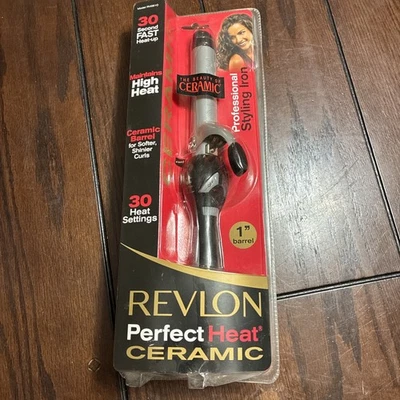 30
Second
FAST
Heat-up
Maintains
High
Heat
Ceramic
Barrel
for Softer,
Shinier
Curls
30
Heat
Settings
THE BEAUTY OF
CERAMIC
Professional
Styling Iron
1"
barrel
REVLON
Perfect Heat®
CERAMIC